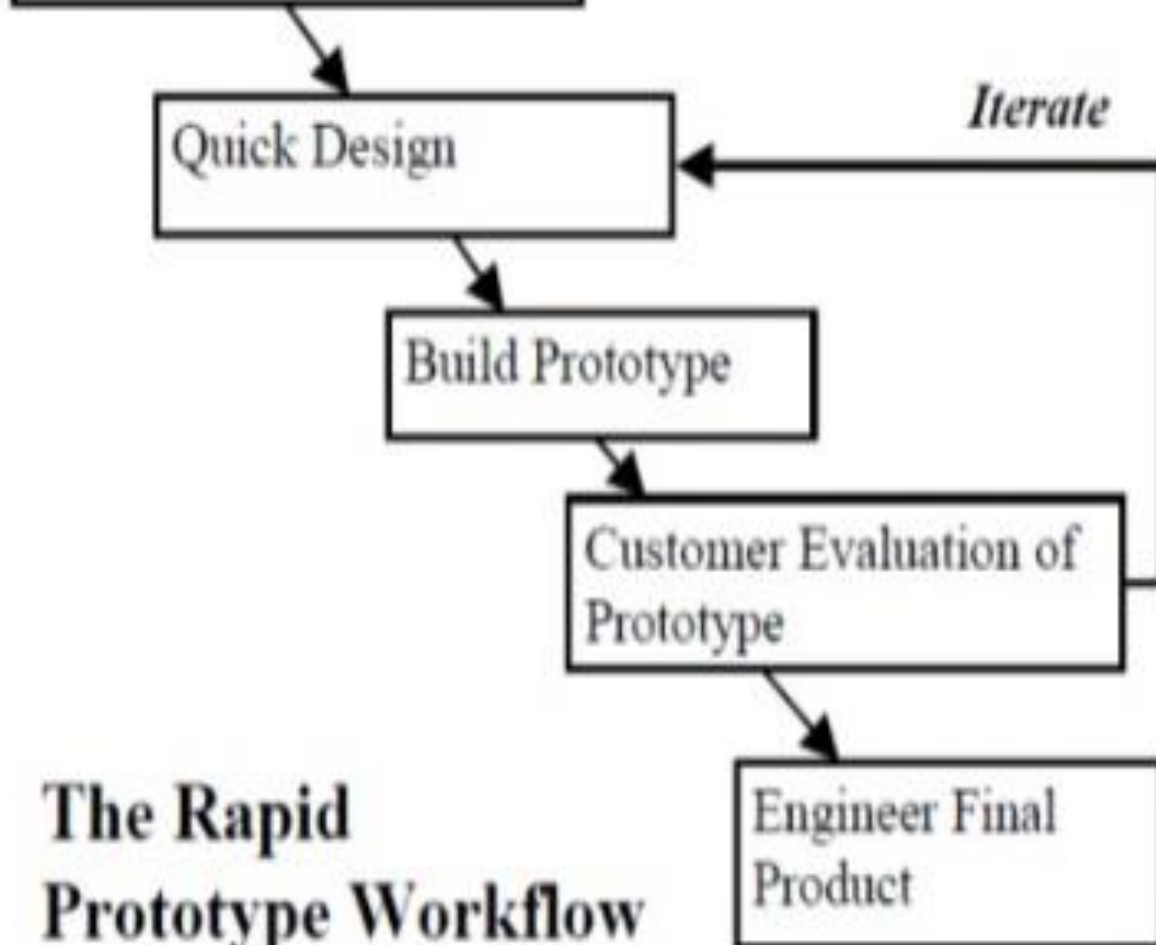 Iterate
Quick Design
Build Prototype
Customer Evaluation of
Prototype
Engineer Final
Product
The Rapid
Prototype Workflow